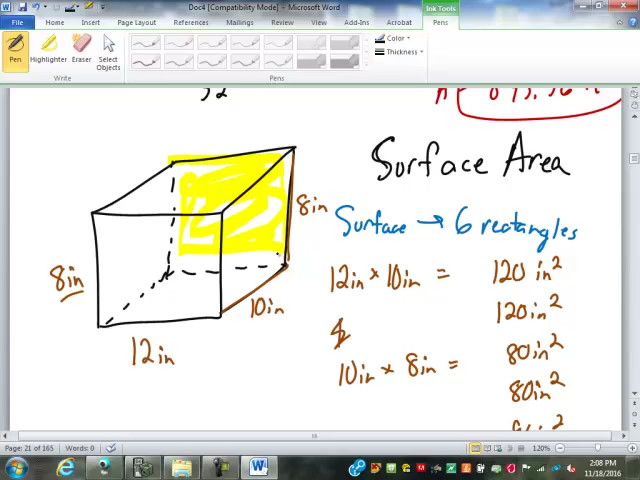 Doc4 [Compatibility Mode] - Microsoft Word
Ink Tools
File Home Insert Page Layout References Mailings Review View Add-Ins Acrobat Pens
Pen Highlighter Eraser Select Objects
Color
Thickness
Write
Pens
Surface Area
8in
Surface → 6 rectangles
8in
12in × 10in = 120 in²
10in
120in²
12in
10in × 8in = 80in²
80in²
Page: 21 of 165 Words: 0
120%
2:08 PM
11/18/2016